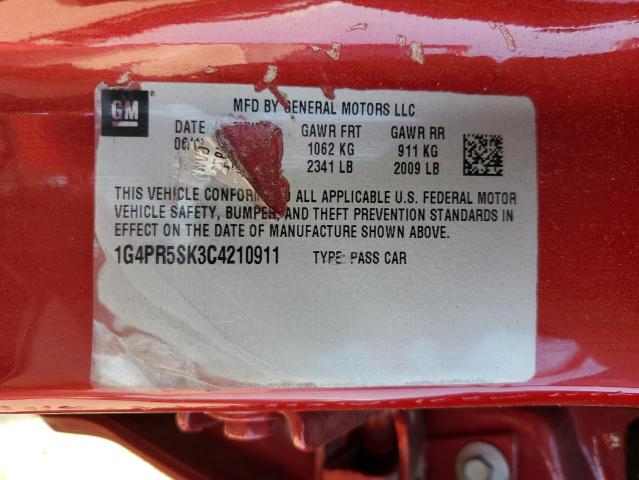 GM
MFD BY GENERAL MOTORS LLC
DATE GAWR FRT GAWR RR
1062 KG 911 KG
2341 LB 2009 LB
THIS VEHICLE CONFORMS TO ALL APPLICABLE U.S. FEDERAL MOTOR
VEHICLE SAFETY, BUMPER, AND THEFT PREVENTION STANDARDS IN
EFFECT ON THE DATE OF MANUFACTURE SHOWN ABOVE.
1G4PR5SK3C4210911 TYPE: PASS CAR